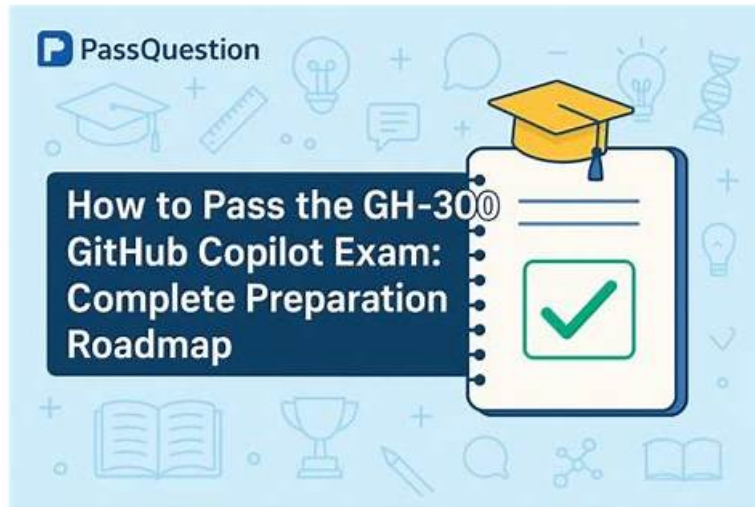 PassQuestion
How to Pass the GH-300
GitHub Copilot Exam:
Complete Preparation
Roadmap